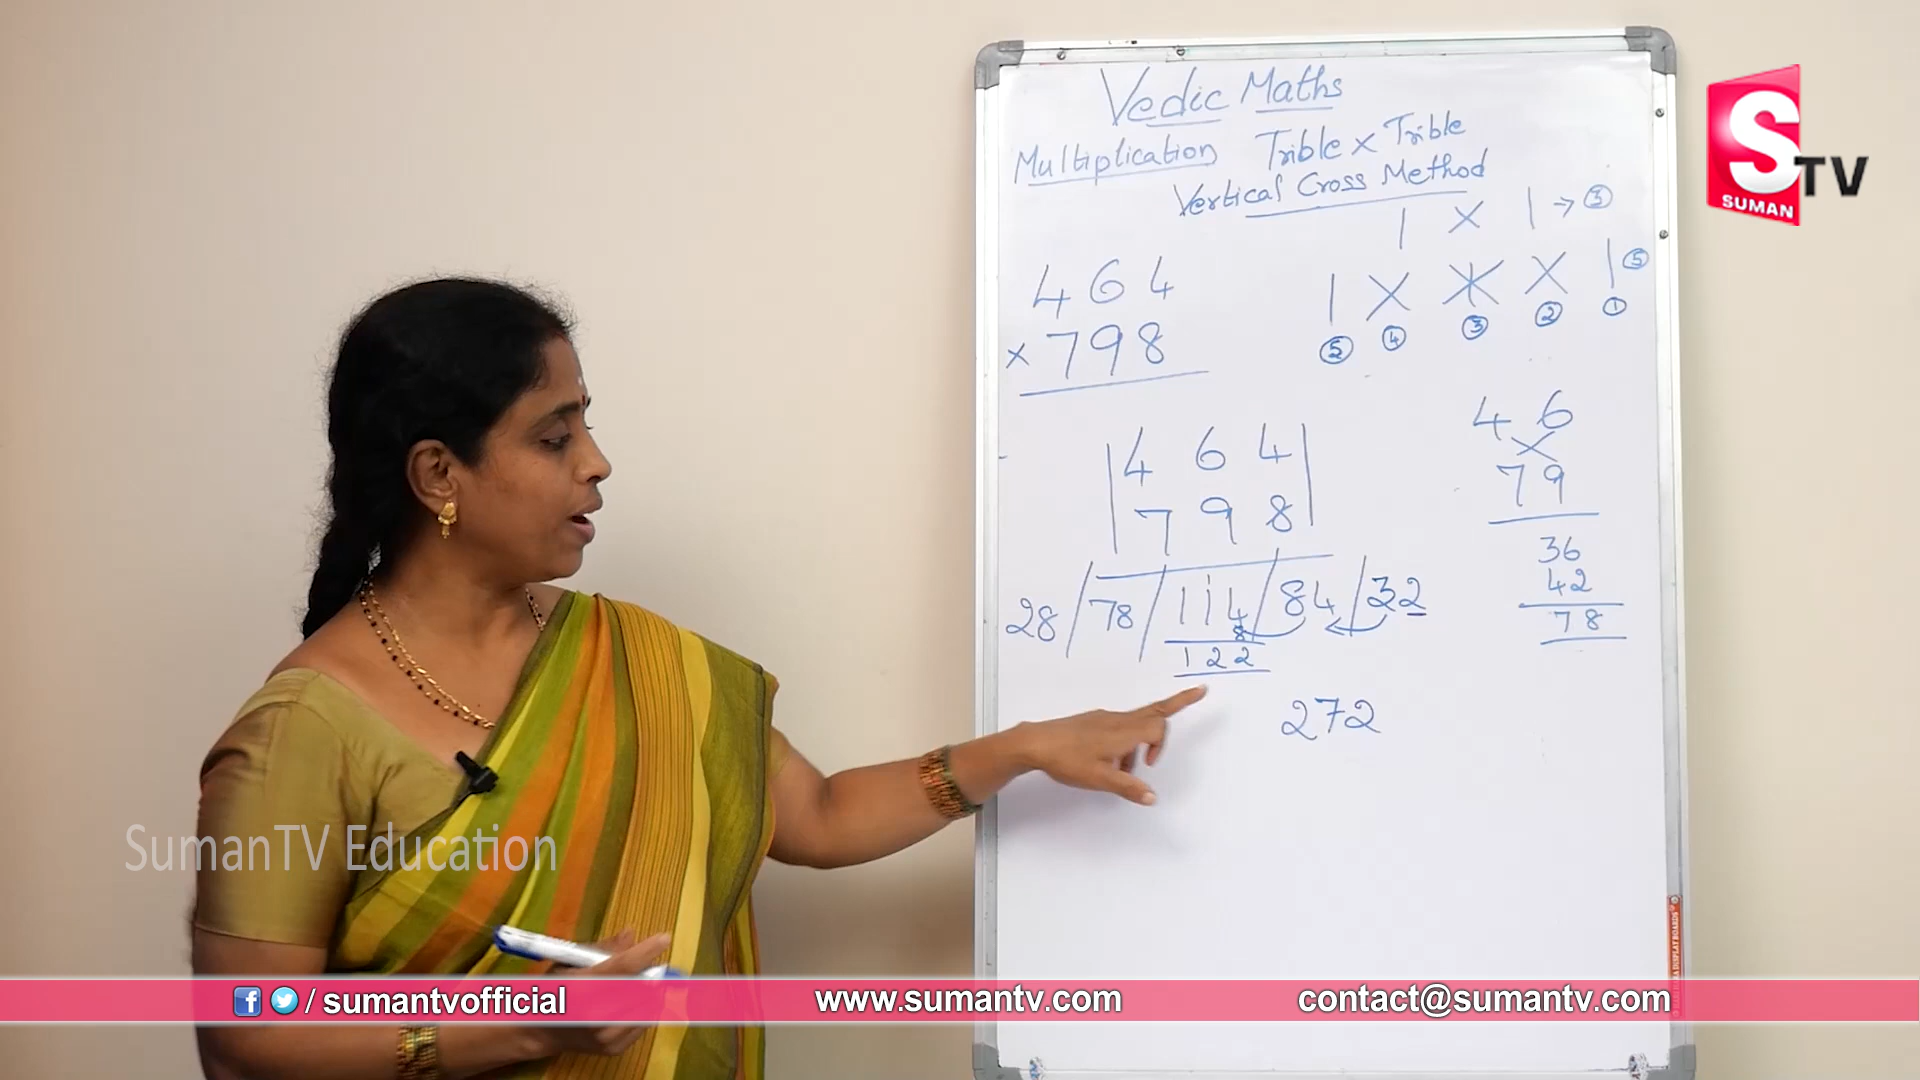 Vedic Maths
Multiplication Trible × Trible
Vertical Cross Method
1 × 1 → 3
464
× 798
5
5 4 3 2 1
464
798
28 / 78 / 114 / 84 / 32
8
122
272
46
79
36
42
78
S TV
SUMAN
SumanTV Education
/ sumantvofficial
www.sumantv.com
contact@sumantv.com